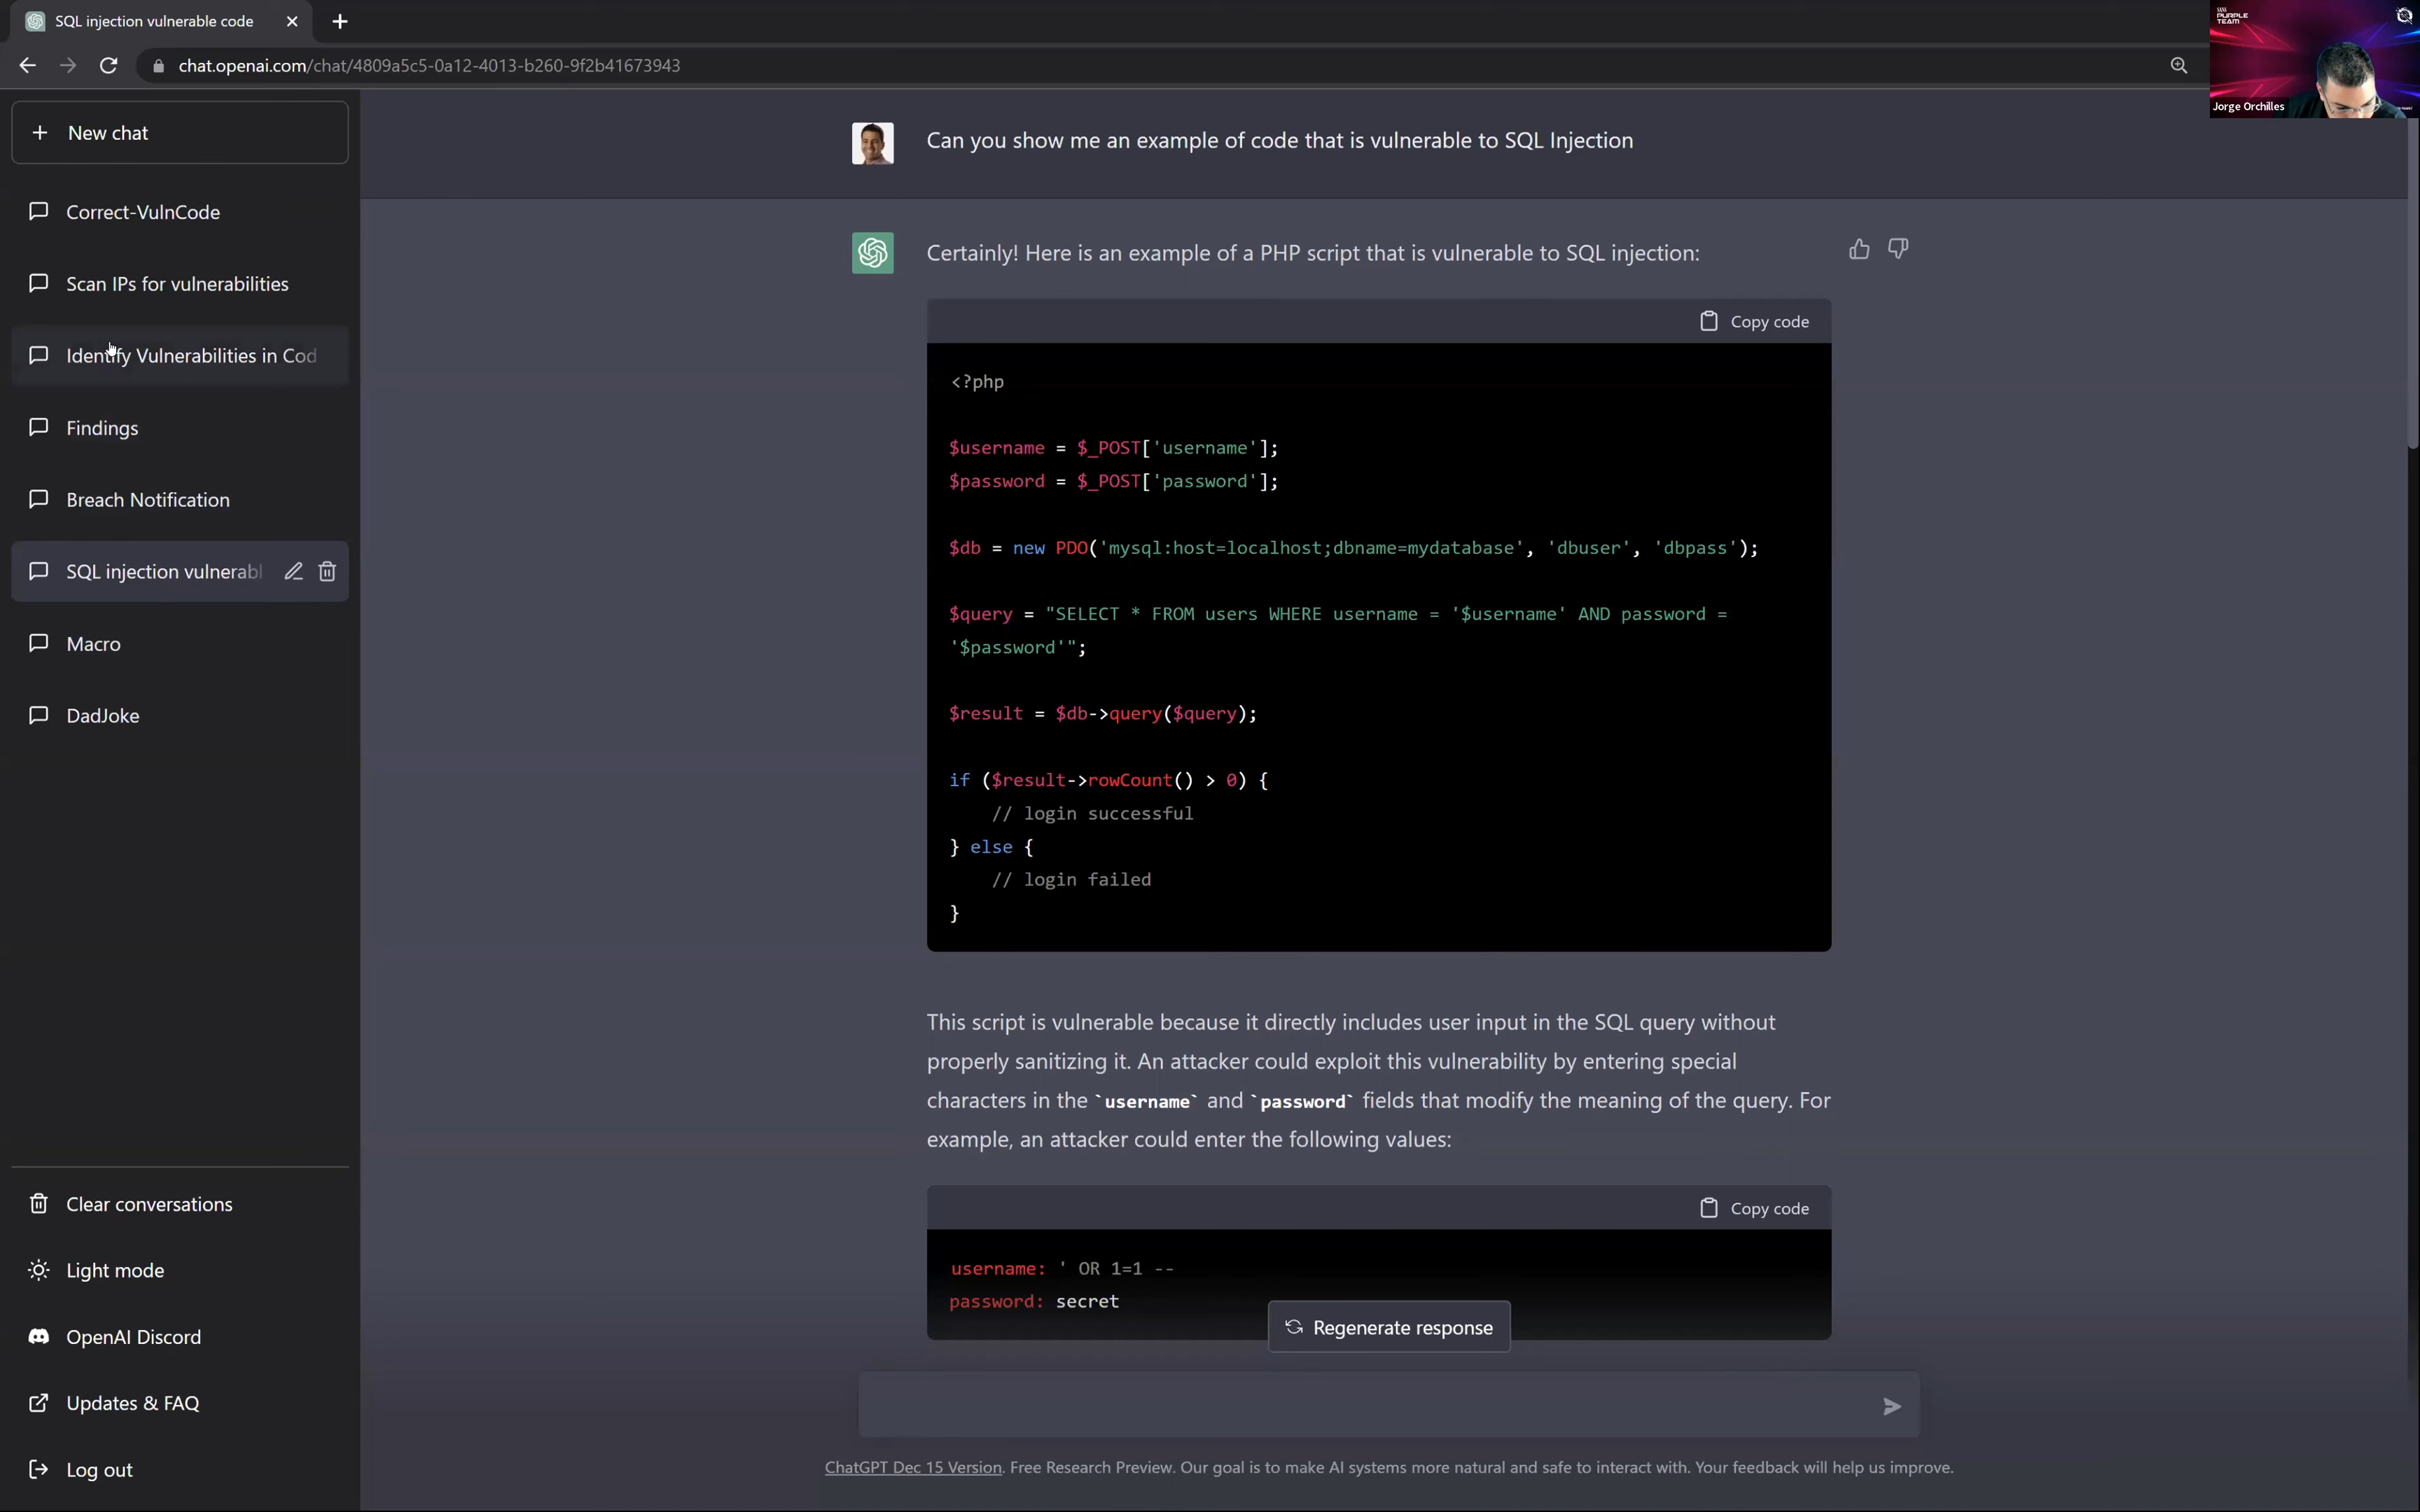 SQL injection vulnerable code
chat.openai.com/chat/4809a5c5-0a12-4013-b260-9f2b41673943
PURPLE
TEAM
Jorge Orchilles
New chat
Correct-VulnCode
Scan IPs for vulnerabilities
Identify Vulnerabilities in Cod
Findings
Breach Notification
SQL injection vulnerabl
Macro
DadJoke
Clear conversations
Light mode
OpenAI Discord
Updates & FAQ
Log out
Can you show me an example of code that is vulnerable to SQL Injection
Certainly! Here is an example of a PHP script that is vulnerable to SQL injection:
Copy code
<?php
$username = $_POST['username'];
$password = $_POST['password'];
$db = new PDO('mysql:host=localhost;dbname=mydatabase', 'dbuser', 'dbpass');
$query = "SELECT * FROM users WHERE username = '$username' AND password =
'$password'";
$result = $db->query($query);
if ($result->rowCount() > 0) {
// login successful
} else {
// login failed
}
This script is vulnerable because it directly includes user input in the SQL query without
properly sanitizing it. An attacker could exploit this vulnerability by entering special
characters in the `username` and `password` fields that modify the meaning of the query. For
example, an attacker could enter the following values:
Copy code
username: ' OR 1=1 --
password: secret
Regenerate response
ChatGPT Dec 15 Version. Free Research Preview. Our goal is to make AI systems more natural and safe to interact with. Your feedback will help us improve.